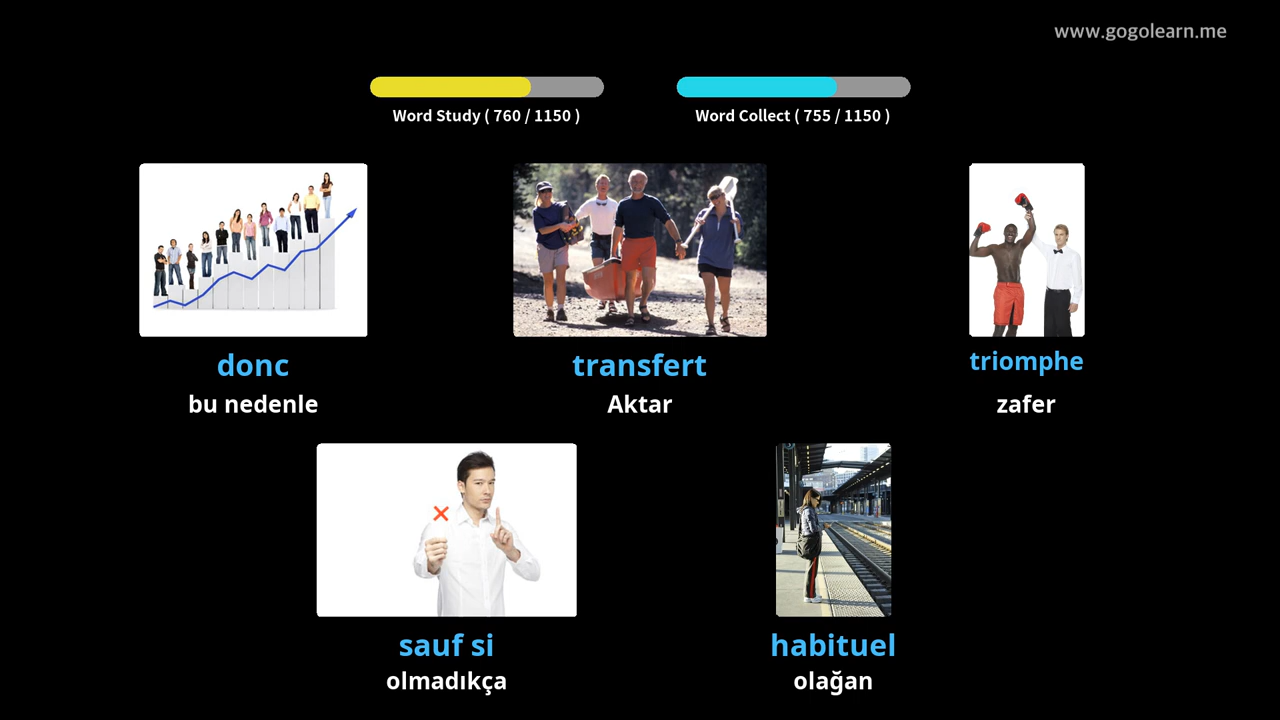 www.gogolearn.me
Word Study ( 760 / 1150 )
Word Collect ( 755 / 1150 )
donc
bu nedenle
transfert
Aktar
triomphe
zafer
sauf si
olmadıkça
habituel
olağan